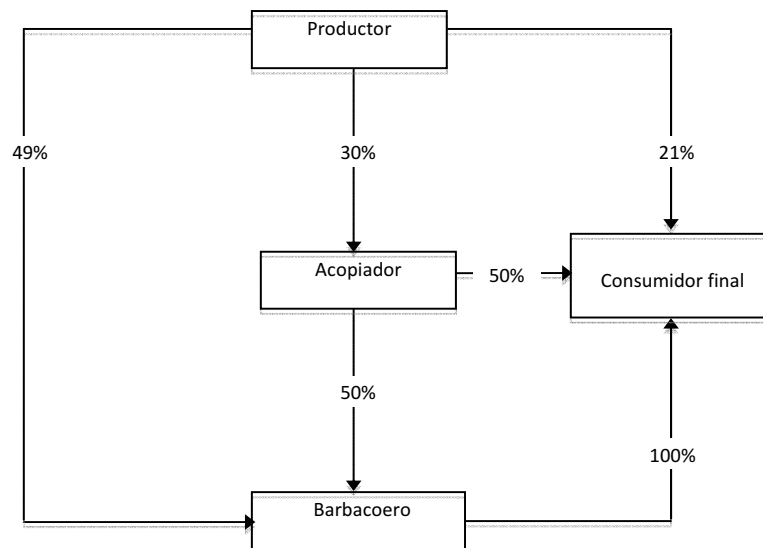 Productor
49%
30%
21%
Acopiador
50%
Consumidor final
50%
100%
Barbacoero